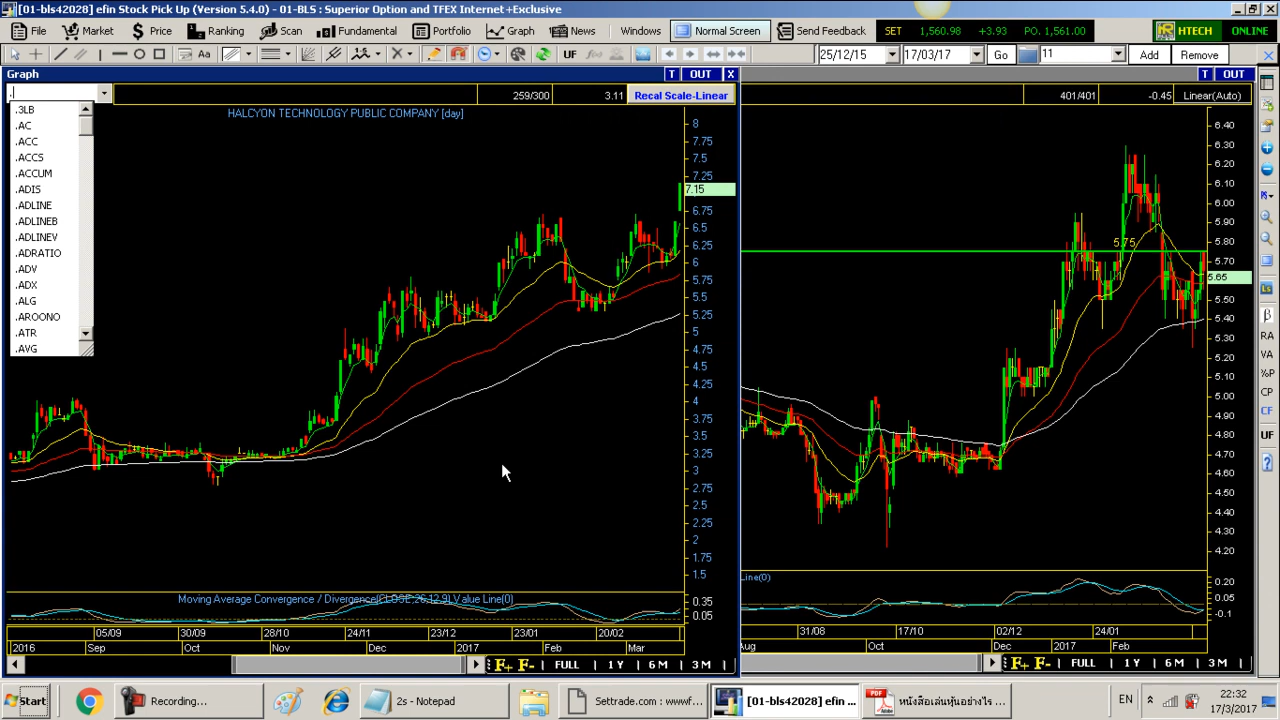 [01-bls42028] efin Stock Pick Up (Version 5.4.0) - 01-BLS : Superior Option and TFEX Internet+Exclusive
File Market Price Ranking Scan Fundamental Portfolio Graph News Windows Normal Screen Send Feedback SET 1,560.98 +3.93 PO. 1,561.00 HTECH ONLINE
Aa UF 25/12/15 17/03/17 Go 11 Add Remove
Graph T OUT X T OUT
. 259/300 3.11 Recal Scale-Linear 401/401 -0.45 Linear(Auto)
HALCYON TECHNOLOGY PUBLIC COMPANY [day]
.3LB
.AC
.ACC
.ACCS
.ACCUM
.ADIS
.ADLINE
.ADLINEB
.ADLINEV
.ADRATIO
.ADV
.ADX
.ALG
.AROONO
.ATR
.AVG
8
7.75
7.5
7.25
7.15
6.75
6.5
6.25
6
5.75
5.5
5.25
5
4.75
4.5
4.25
4
3.75
3.5
3.25
3
2.75
2.5
2.25
2
1.75
1.5
Moving Average Convergence / Divergence(CLOSE,26,12,9) Value Line(0)
0.35
0.05
05/09 30/09 28/10 24/11 23/12 23/01 20/02
2016 Sep Oct Nov Dec 2017 Feb Mar
F+ F- FULL 1 Y 6 M 3 M
5.75
6.40
6.30
6.20
6.10
6.00
5.90
5.80
5.70
5.65
5.50
5.40
5.30
5.20
5.10
5.00
4.90
4.80
4.70
4.60
4.50
4.40
4.30
4.20
Line(0)
0.20
0.05
-0.1
31/08 17/10 02/12 24/01
Aug Oct Dec 2017 Feb
F+ F- FULL 1 Y 6 M 3 M
Ls
β
RA
VA
%P
CP
CF
UF
?
Start Recording... 2s - Notepad Settrade.com : wwwf... [01-bls42028] efin ... หนังสือเล่นหุ้นอย่างไร ... EN 22:32
17/3/2017